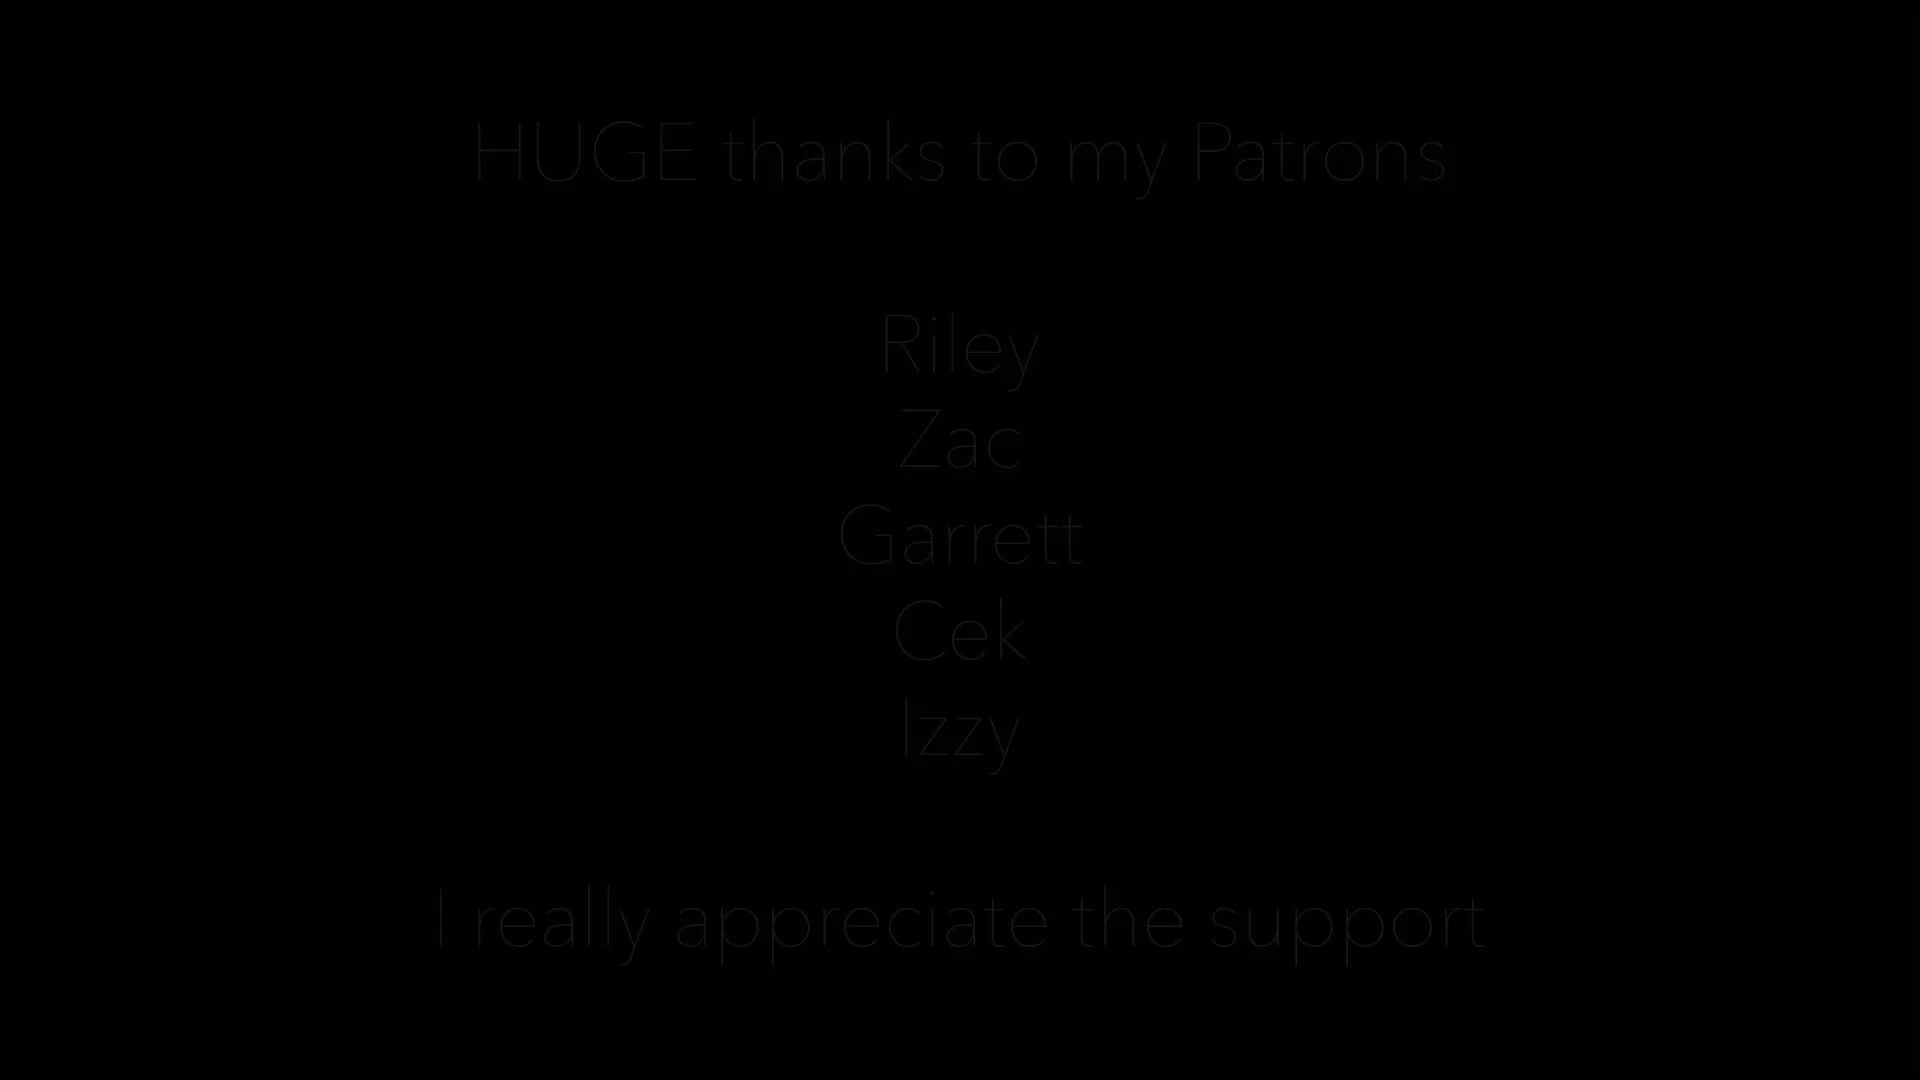 HUGE thanks to my Patrons
Riley
Zac
Garrett
Cek
Izzy
I really appreciate the support